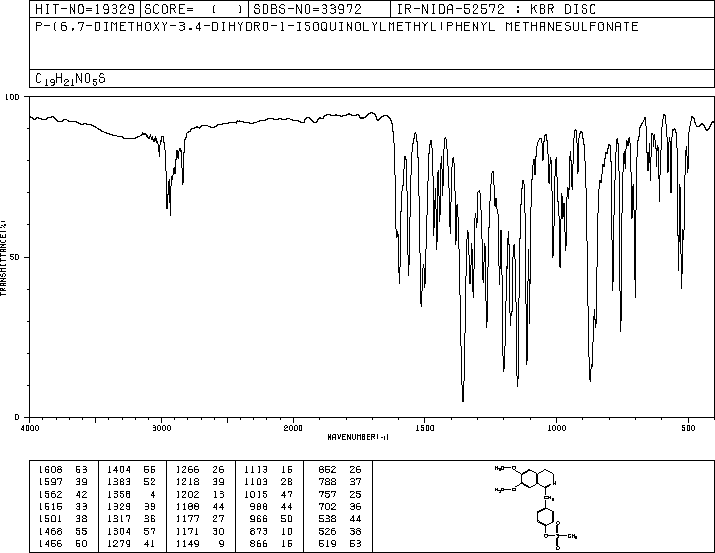 HIT-NO=19329 SCORE= ( ) SDBS-NO=33972 IR-NIDA-52572 : KBR DISC
P-(6,7-DIMETHOXY-3,4-DIHYDRO-1-ISOQUINOLYLMETHYL)PHENYL METHANESULFONATE
C19H21NO5S
100
50
0
TRANSMITTANCE(%)
4000 3000 2000 1500 1000 500
WAVENUMBER(-1)
1608 53 1404 55 1266 26 1113 16 852 26
1597 39 1383 52 1218 39 1103 28 788 37
1562 42 1358 4 1202 13 1015 47 757 25
1515 33 1329 39 1188 44 988 44 702 36
1501 38 1317 36 1177 27 966 50 538 44
1466 55 1304 57 1171 30 873 10 526 38
1456 50 1279 41 1149 9 866 15 519 53